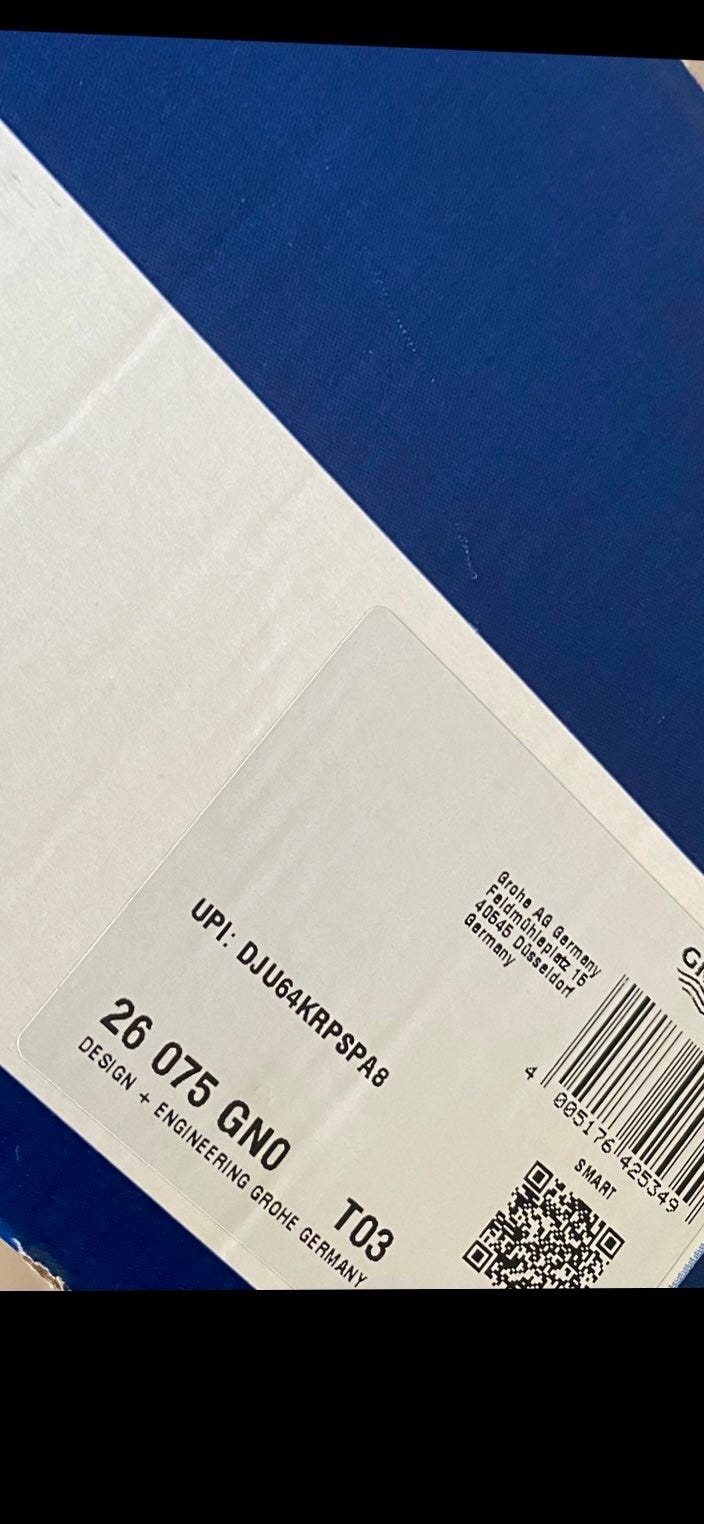 Grohe AG Germany
Feldmühleplatz 15
40545 Düsseldorf
Germany
4 005176 425349
UPI: DJU64KRPSPA8
SMART
26 075 GN0
T03
DESIGN + ENGINEERING GROHE GERMANY